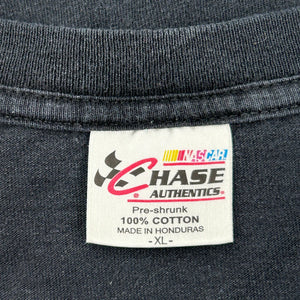 NASCAR
CHASE
AUTHENTICS.
Pre-shrunk
100% COTTON
MADE IN HONDURAS
- XL -